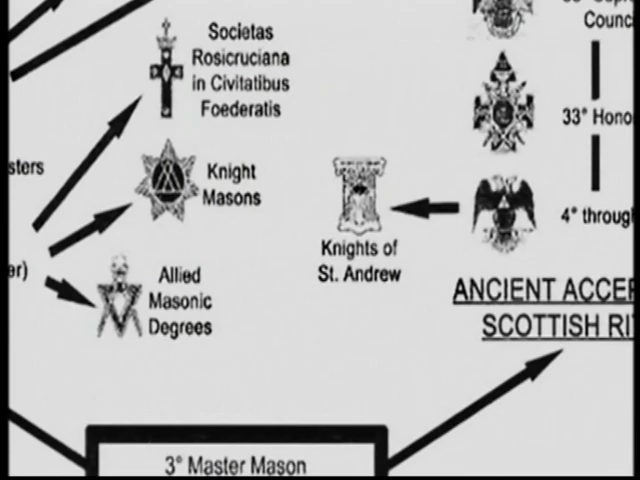 Societas
Rosicruciana
in Civitatibus
Foederatis
Counc
33° Hono
sters
Knight
Masons
4° throug
Knights of
St. Andrew
er)
Allied
Masonic
Degrees
ANCIENT ACCE
SCOTTISH RI
3° Master Mason